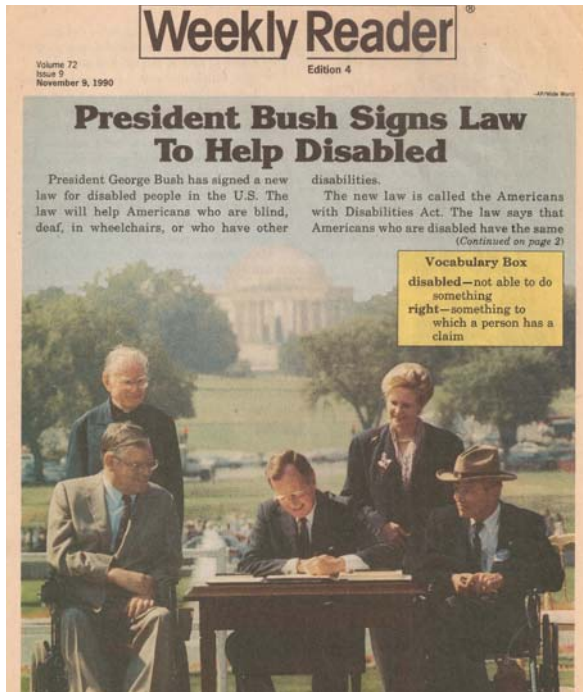 Weekly Reader®
Volume 72
Issue 9
November 9, 1990
Edition 4
—AP/Wide World
President Bush Signs Law
To Help Disabled
President George Bush has signed a new
law for disabled people in the U.S. The
law will help Americans who are blind,
deaf, in wheelchairs, or who have other
disabilities.
The new law is called the Americans
with Disabilities Act. The law says that
Americans who are disabled have the same
(Continued on page 2)
Vocabulary Box
disabled—not able to do
something
right—something to
which a person has a
claim